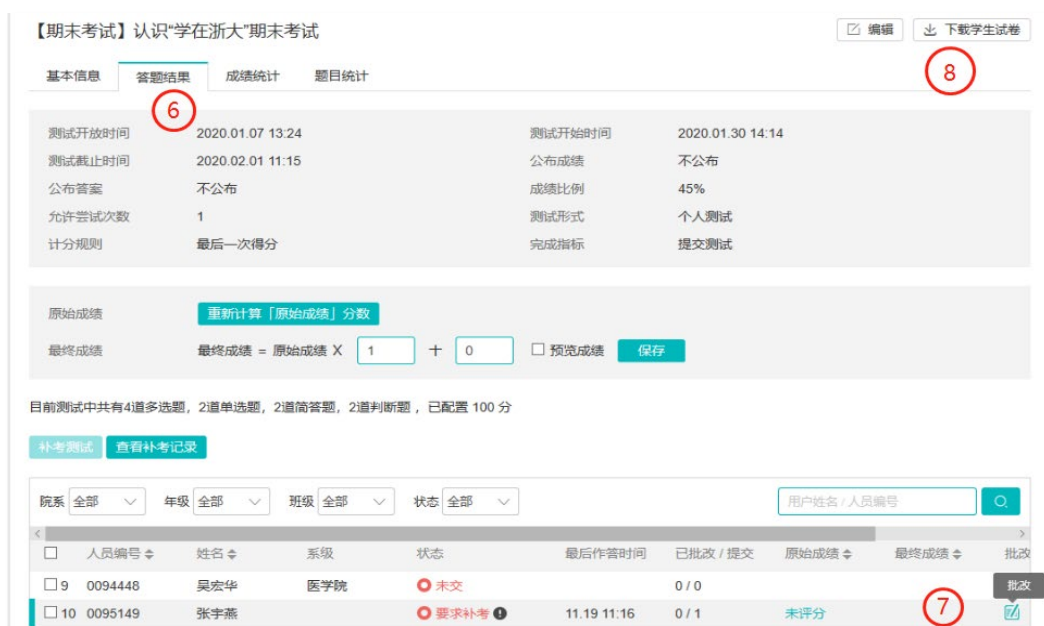 【期末考试】认识“学在浙大”期末考试 编辑 下载学生试卷
基本信息 答题结果 成绩统计 题目统计 8
6
测试开放时间 2020.01.07 13:24 测试开始时间 2020.01.30 14:14
测试截止时间 2020.02.01 11:15 公布成绩 不公布
公布答案 不公布 成绩比例 45%
允许尝试次数 1 测试形式 个人测试
计分规则 最后一次得分 完成指标 提交测试
原始成绩 重新计算「原始成绩」分数
最终成绩 最终成绩 = 原始成绩 X 1 + 0 预览成绩 保存
目前测试中共有4道多选题，2道单选题，2道简答题，2道判断题，已配置 100 分
补考测试 查看补考记录
院系 全部 年级 全部 班级 全部 状态 全部 用户姓名 / 人员编号
人员编号 姓名 系级 状态 最后作答时间 已批改 / 提交 原始成绩 最终成绩 批改
9 0094448 吴宏华 医学院 未交 0 / 0 批改
10 0095149 张宇燕 要求补考 11.19 11:16 0 / 1 未评分 7